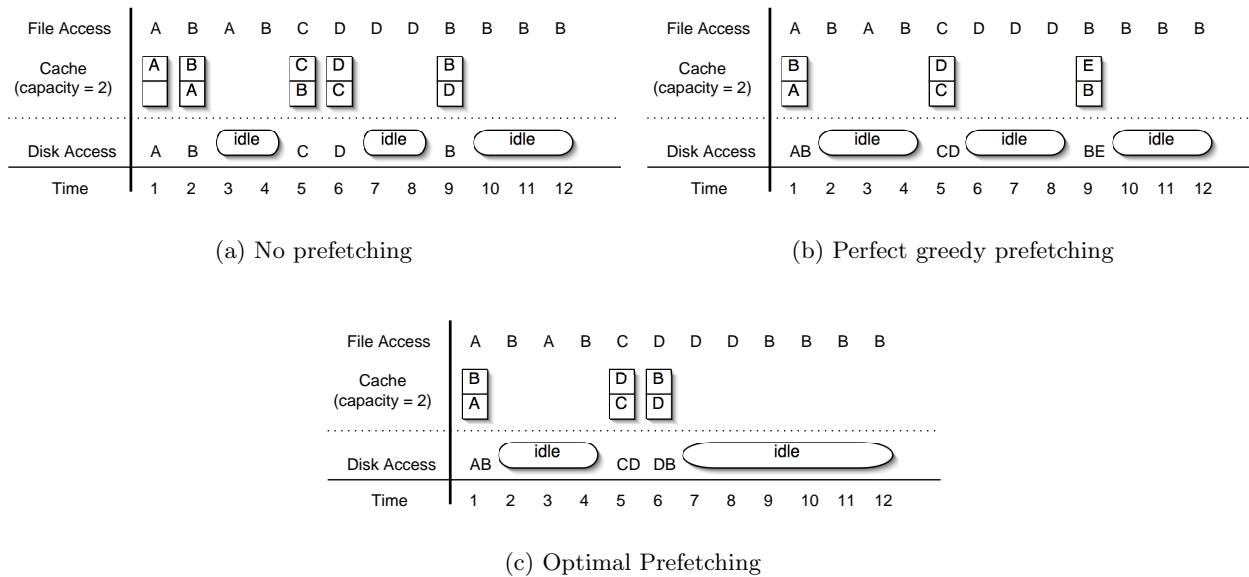 File Access A B A B C D D D B B B B
Cache
(capacity = 2)
A B C D B
A B C D
idle idle idle
Disk Access A B C D B
Time 1 2 3 4 5 6 7 8 9 10 11 12
(a) No prefetching
File Access A B A B C D D D B B B B
Cache
(capacity = 2)
B D E
A C B
idle idle idle
Disk Access AB CD BE
Time 1 2 3 4 5 6 7 8 9 10 11 12
(b) Perfect greedy prefetching
File Access A B A B C D D D B B B B
Cache
(capacity = 2)
B D B
A C D
idle idle
Disk Access AB CD DB
Time 1 2 3 4 5 6 7 8 9 10 11 12
(c) Optimal Prefetching